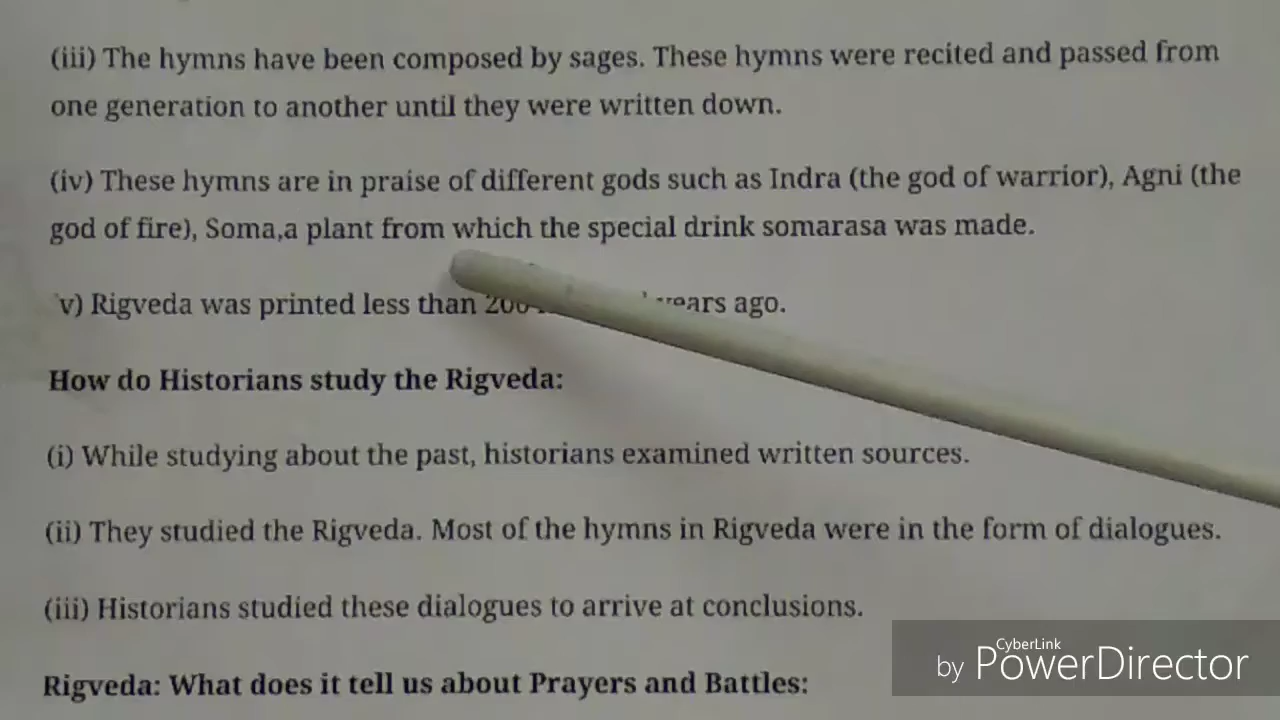 (iii) The hymns have been composed by sages. These hymns were recited and passed from
one generation to another until they were written down.
(iv) These hymns are in praise of different gods such as Indra (the god of warrior), Agni (the
god of fire), Soma,a plant from which the special drink somarasa was made.
v) Rigveda was printed less than years ago.
How do Historians study the Rigveda:
(i) While studying about the past, historians examined written sources.
(ii) They studied the Rigveda. Most of the hymns in Rigveda were in the form of dialogues.
(iii) Historians studied these dialogues to arrive at conclusions.
Rigveda: What does it tell us about Prayers and Battles:
CyberLink
by PowerDirector